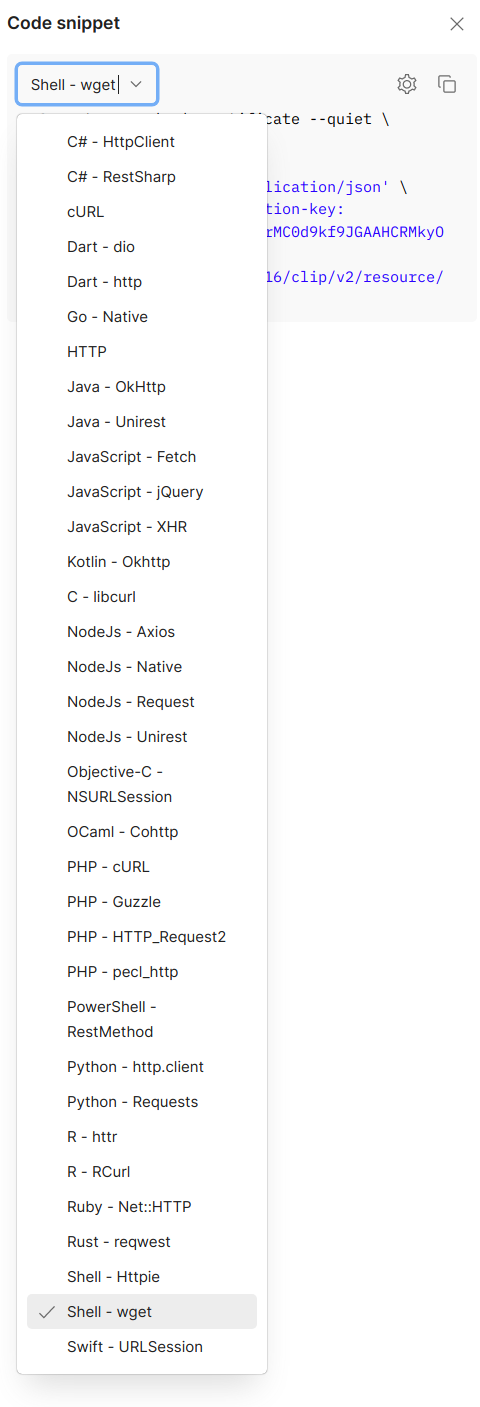 Code snippet
Shell - wget
--quiet \
C# - HttpClient
C# - RestSharp
lication/json' \
cURL
tion-key:
rMC0d9kf9JGAAHCRMkyO
Dart - dio
Dart - http
16/clip/v2/resource/
Go - Native
HTTP
Java - OkHttp
Java - Unirest
JavaScript - Fetch
JavaScript - jQuery
JavaScript - XHR
Kotlin - Okhttp
C - libcurl
NodeJs - Axios
NodeJs - Native
NodeJs - Request
NodeJs - Unirest
Objective-C -
NSURLSession
OCaml - Cohttp
PHP - cURL
PHP - Guzzle
PHP - HTTP_Request2
PHP - pecl_http
PowerShell -
RestMethod
Python - http.client
Python - Requests
R - httr
R - RCurl
Ruby - Net::HTTP
Rust - reqwest
Shell - Httpie
Shell - wget
Swift - URLSession